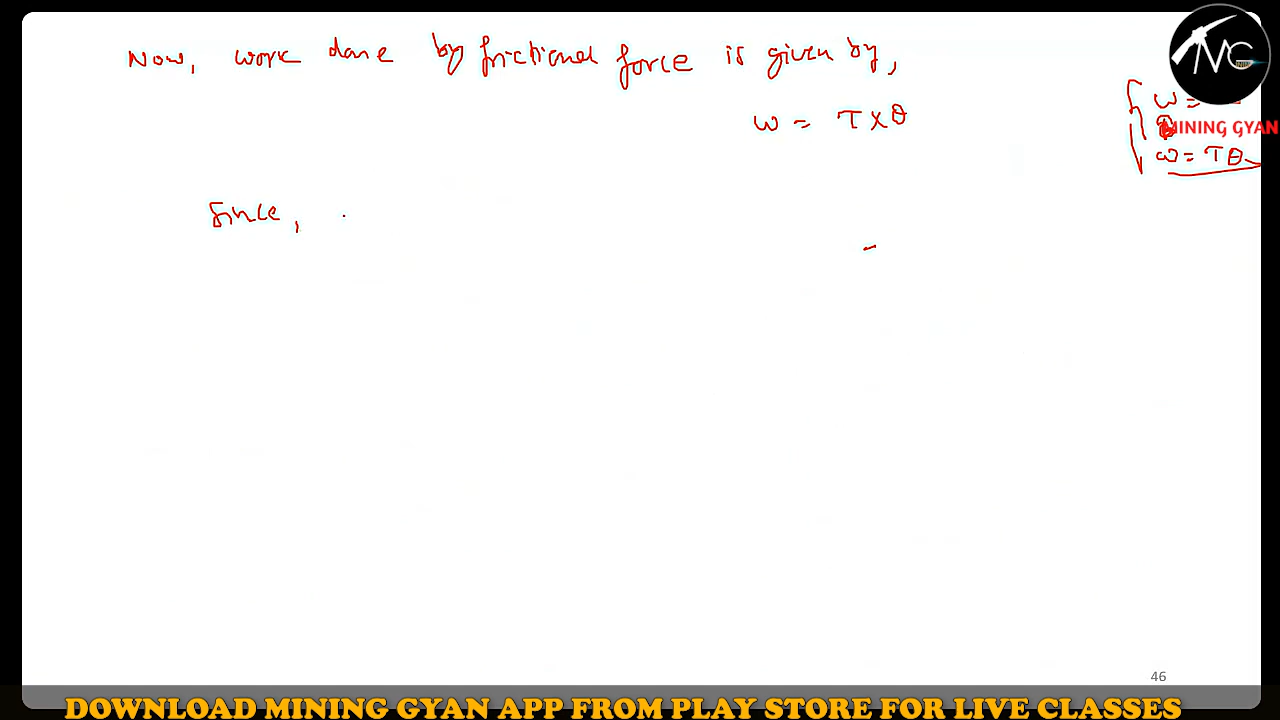 Now, work done by frictional force is given by,
W = T × θ
W =
MINING GYAN
W = Tθ
Since,
46
DOWNLOAD MINING GYAN APP FROM PLAY STORE FOR LIVE CLASSES